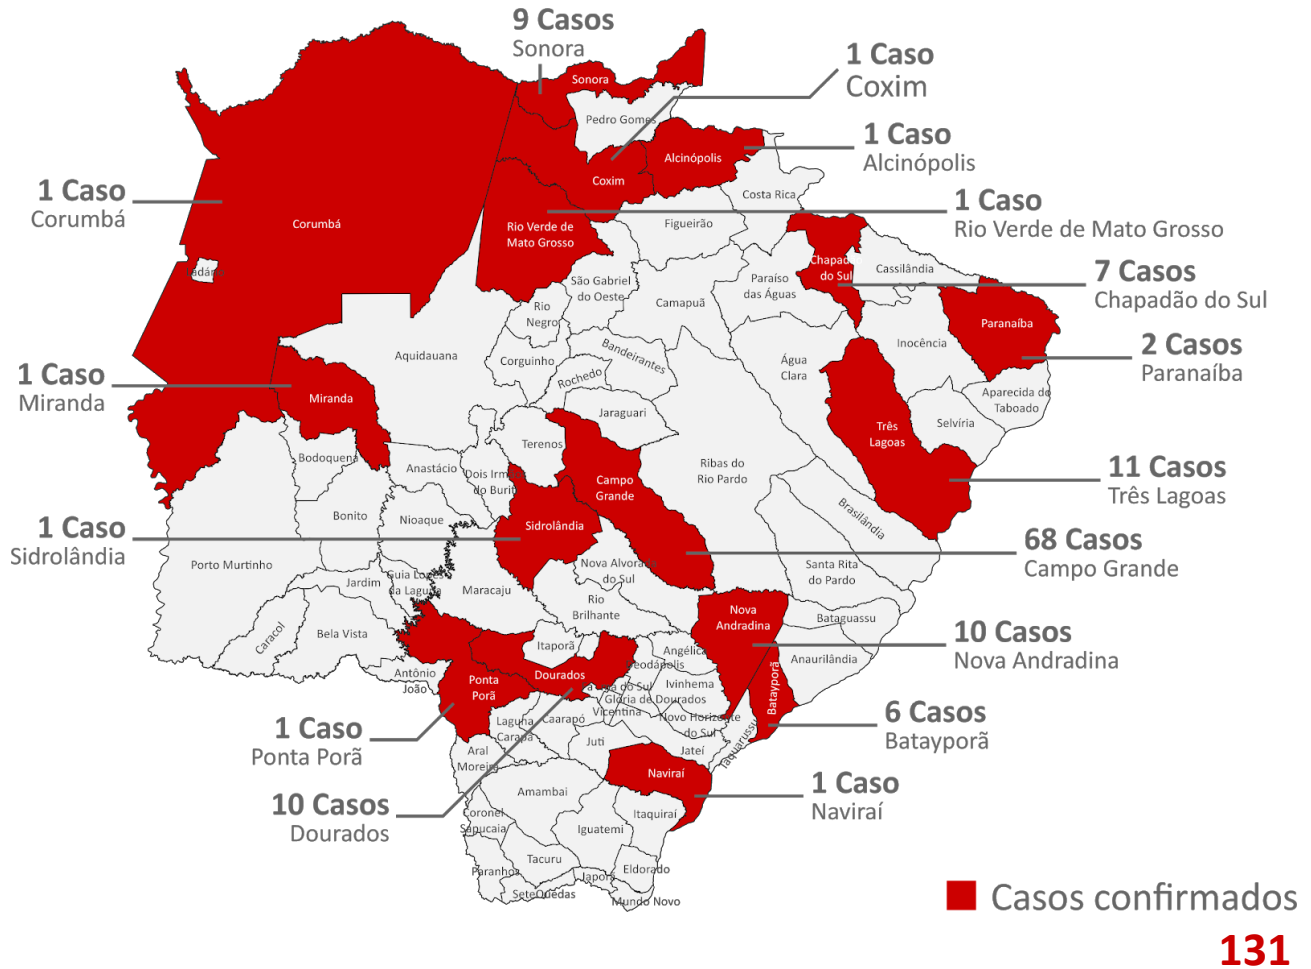 9 Casos
Sonora
1 Caso
Coxim
1 Caso
Alcinópolis
1 Caso
Corumbá
1 Caso
Rio Verde de Mato Grosso
7 Casos
Chapadão do Sul
2 Casos
Paranaíba
1 Caso
Miranda
11 Casos
Três Lagoas
1 Caso
Sidrolândia
68 Casos
Campo Grande
10 Casos
Nova Andradina
6 Casos
Batayporã
1 Caso
Ponta Porã
1 Caso
Naviraí
10 Casos
Dourados
Sonora
Pedro Gomes
Alcinópolis
Coxim
Costa Rica
Corumbá
Rio Verde de
Mato Grosso
Figueirão
Chapadão
do Sul
Cassilândia
São Gabriel
do Oeste
Paraíso
das Águas
Camapuã
Rio
Negro
Paranaíba
Inocência
Aquidauana
Corguinho
Bandeirantes
Água
Clara
Rochedo
Aparecida do
Taboado
Miranda
Jaraguari
Selvíria
Três
Lagoas
Terenos
Bodoquena
Anastácio
Ribas do
Rio Pardo
Campo
Grande
Bonito
Nioaque
Sidrolândia
Brasilândia
Porto Murtinho
Nova Alvorada
do Sul
Santa Rita
do Pardo
Jardim
Maracaju
Rio
Brilhante
Nova
Andradina
Bataguassu
Caracol
Bela Vista
Itaporã
Angélica
Anaurilândia
Antônio
João
Ponta
Porã
Dourados
Ivinhema
Batayporã
Glória de Dourados
Vicentina
Laguna
Carapã
Caarapó
Novo Horizonte
do Sul
Taquarussu
Juti
Jateí
Aral
Moreira
Naviraí
Amambai
Coronel
Sapucaia
Iguatemi
Itaquiraí
Tacuru
Paranhos
Eldorado
Japorã
Sete Quedas
Mundo Novo
Casos confirmados
131